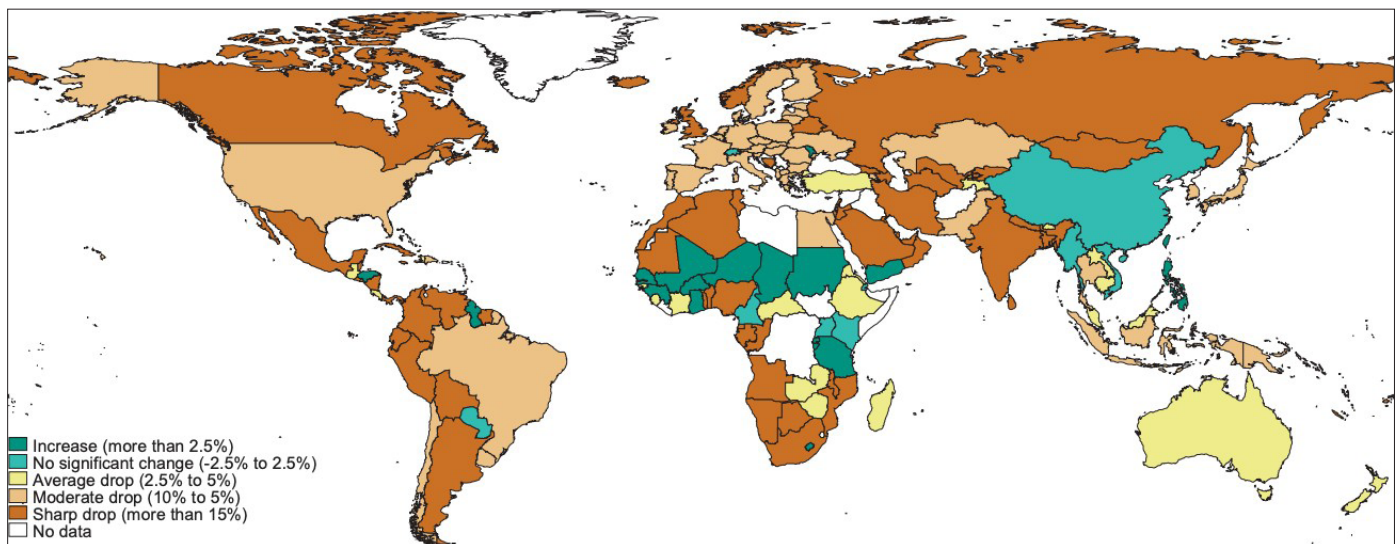 Increase (more than 2.5%)
No significant change (-2.5% to 2.5%)
Average drop (2.5% to 5%)
Moderate drop (10% to 5%)
Sharp drop (more than 15%)
No data